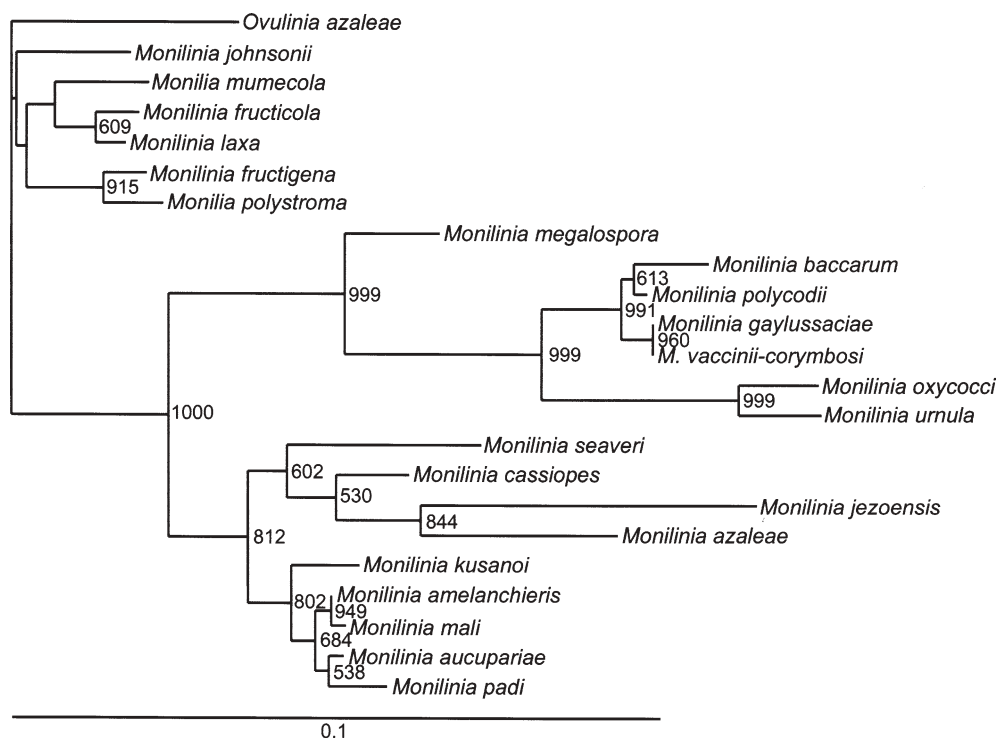 Ovulinia azaleae
Monilinia johnsonii
Monilia mumecola
Monilinia fructicola
609
Monilinia laxa
Monilinia fructigena
915
Monilia polystroma
Monilinia megalospora
Monilinia baccarum
613
Monilinia polycodii
999
991
Monilinia gaylussaciae
960
M. vaccinii-corymbosi
999
Monilinia oxycocci
999
1000
Monilinia urnula
Monilinia seaveri
602
Monilinia cassiopes
530
Monilinia jezoensis
844
812
Monilinia azaleae
Monilinia kusanoi
Monilinia amelanchieris
802
949
Monilinia mali
684
Monilinia aucupariae
538
Monilinia padi
0.1